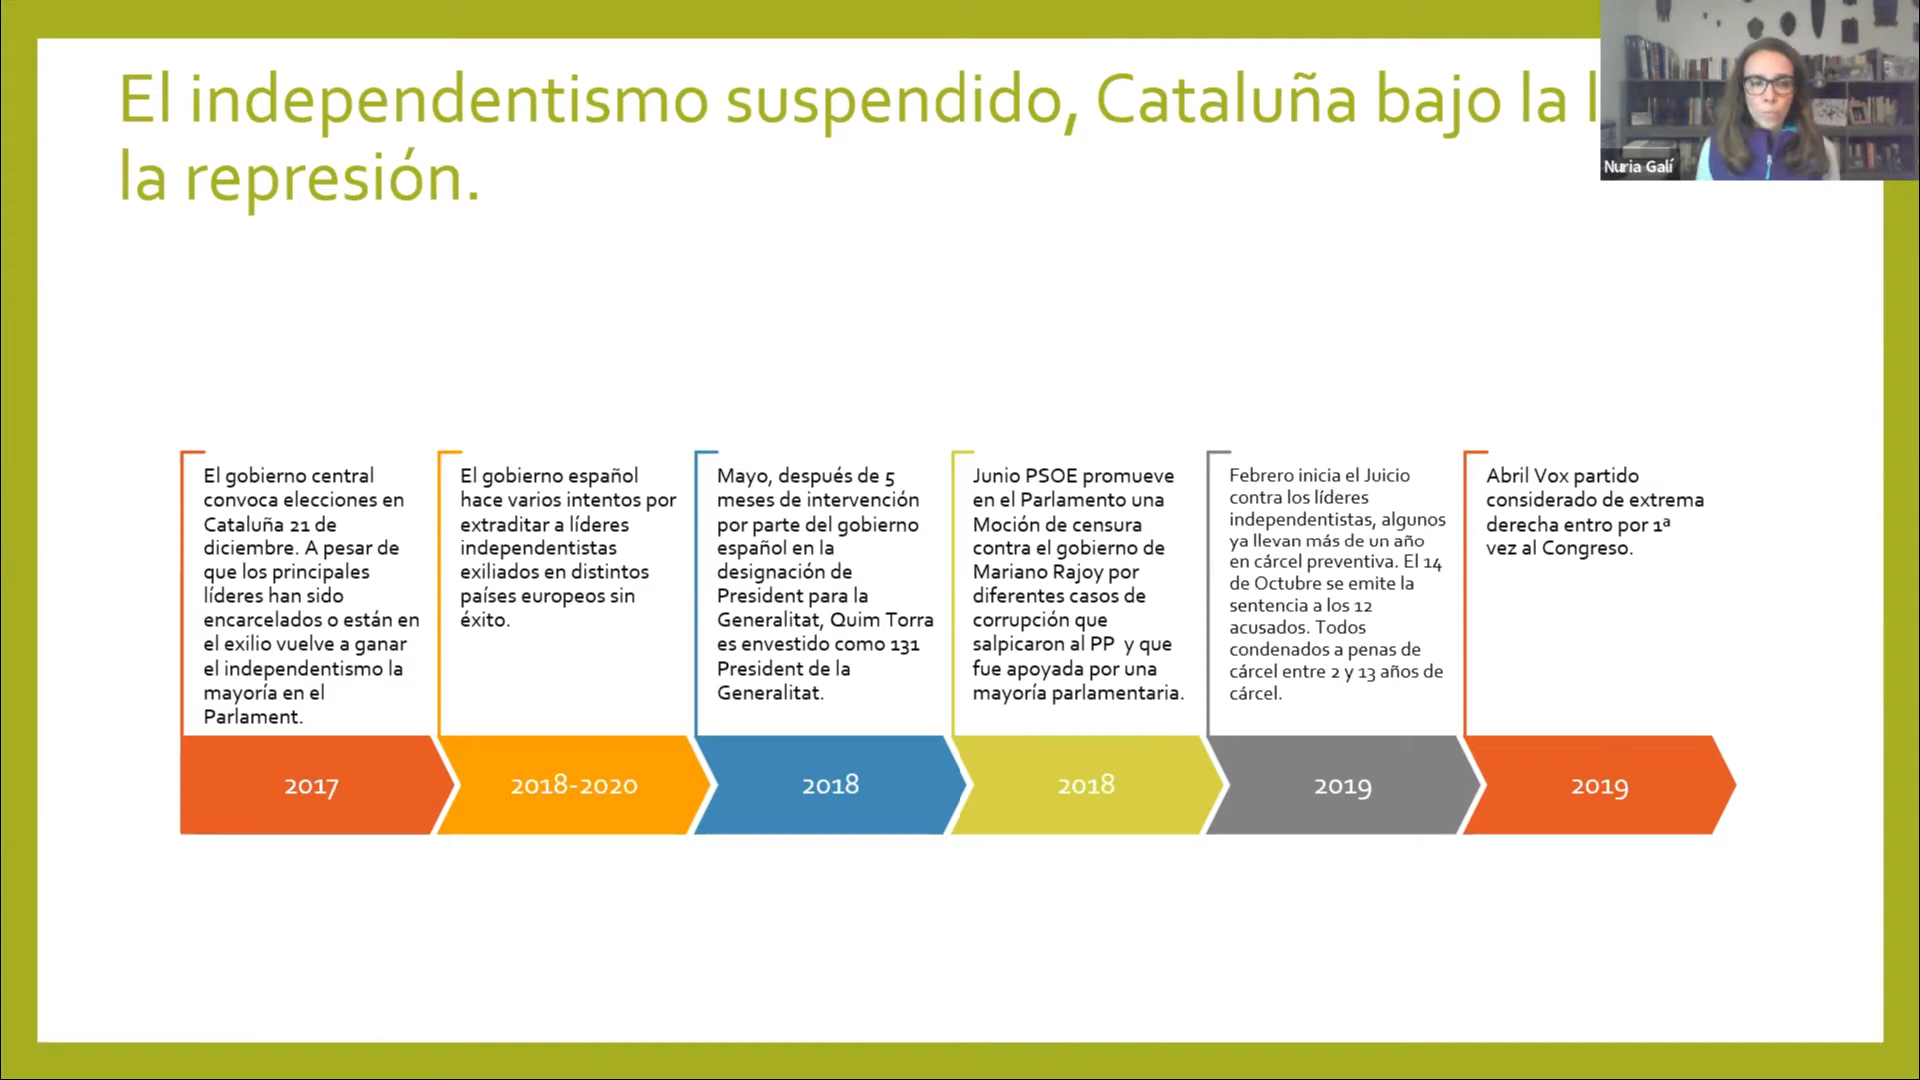 El independentismo suspendido, Cataluña bajo la
la represión.
Nuria Galí
El gobierno central
convoca elecciones en
Cataluña 21 de
diciembre. A pesar de
que los principales
líderes han sido
encarcelados o están en
el exilio vuelve a ganar
el independentismo la
mayoría en el
Parlament.
2017
El gobierno español
hace varios intentos por
extraditar a líderes
independentistas
exiliados en distintos
países europeos sin
éxito.
2018-2020
Mayo, después de 5
meses de intervención
por parte del gobierno
español en la
designación de
President para la
Generalitat, Quim Torra
es envestido como 131
President de la
Generalitat.
2018
Junio PSOE promueve
en el Parlamento una
Moción de censura
contra el gobierno de
Mariano Rajoy por
diferentes casos de
corrupción que
salpicaron al PP y que
fue apoyada por una
mayoría parlamentaria.
2018
Febrero inicia el Juicio
contra los líderes
independentistas, algunos
ya llevan más de un año
en cárcel preventiva. El 14
de Octubre se emite la
sentencia a los 12
acusados. Todos
condenados a penas de
cárcel entre 2 y 13 años de
cárcel.
2019
Abril Vox partido
considerado de extrema
derecha entro por 1ª
vez al Congreso.
2019